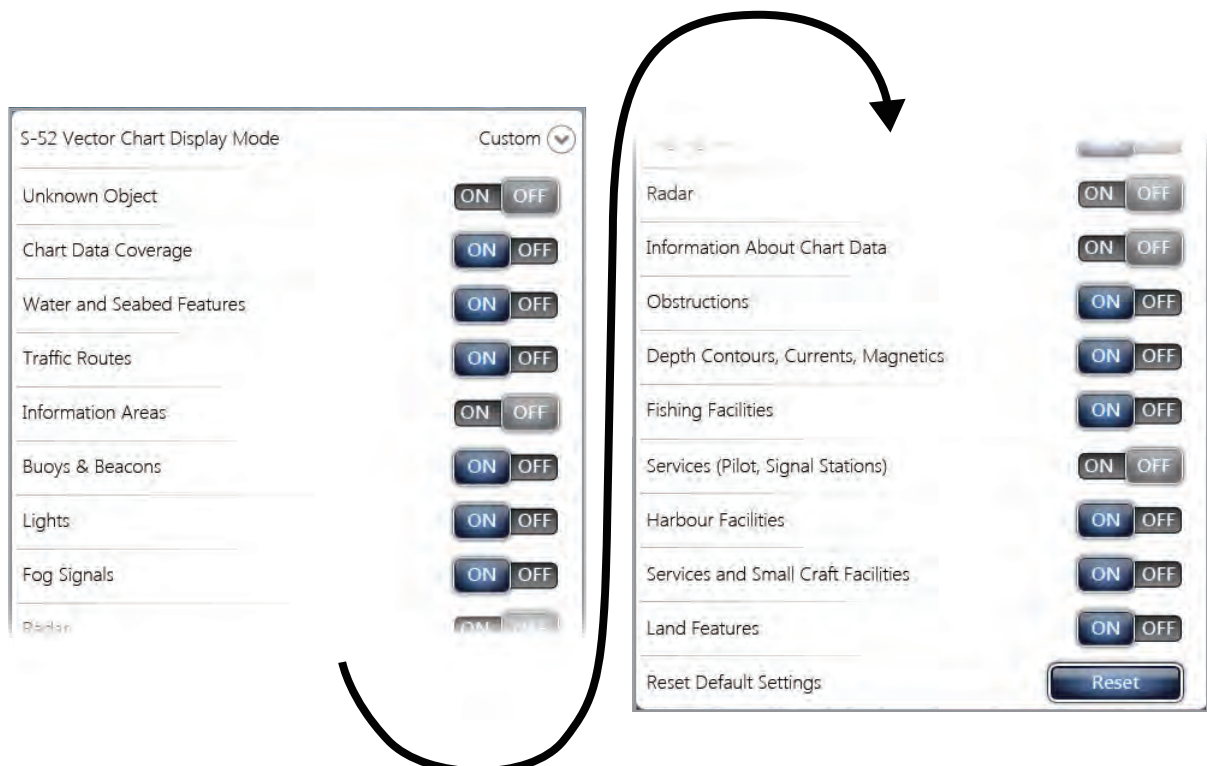 S-52 Vector Chart Display Mode Custom
Unknown Object ON OFF
Chart Data Coverage ON OFF
Water and Seabed Features ON OFF
Traffic Routes ON OFF
Information Areas ON OFF
Buoys & Beacons ON OFF
Lights ON OFF
Fog Signals ON OFF
Radar ON OFF
Radar ON OFF
Information About Chart Data ON OFF
Obstructions ON OFF
Depth Contours, Currents, Magnetics ON OFF
Fishing Facilities ON OFF
Services (Pilot, Signal Stations) ON OFF
Harbour Facilities ON OFF
Services and Small Craft Facilities ON OFF
Land Features ON OFF
Reset Default Settings Reset